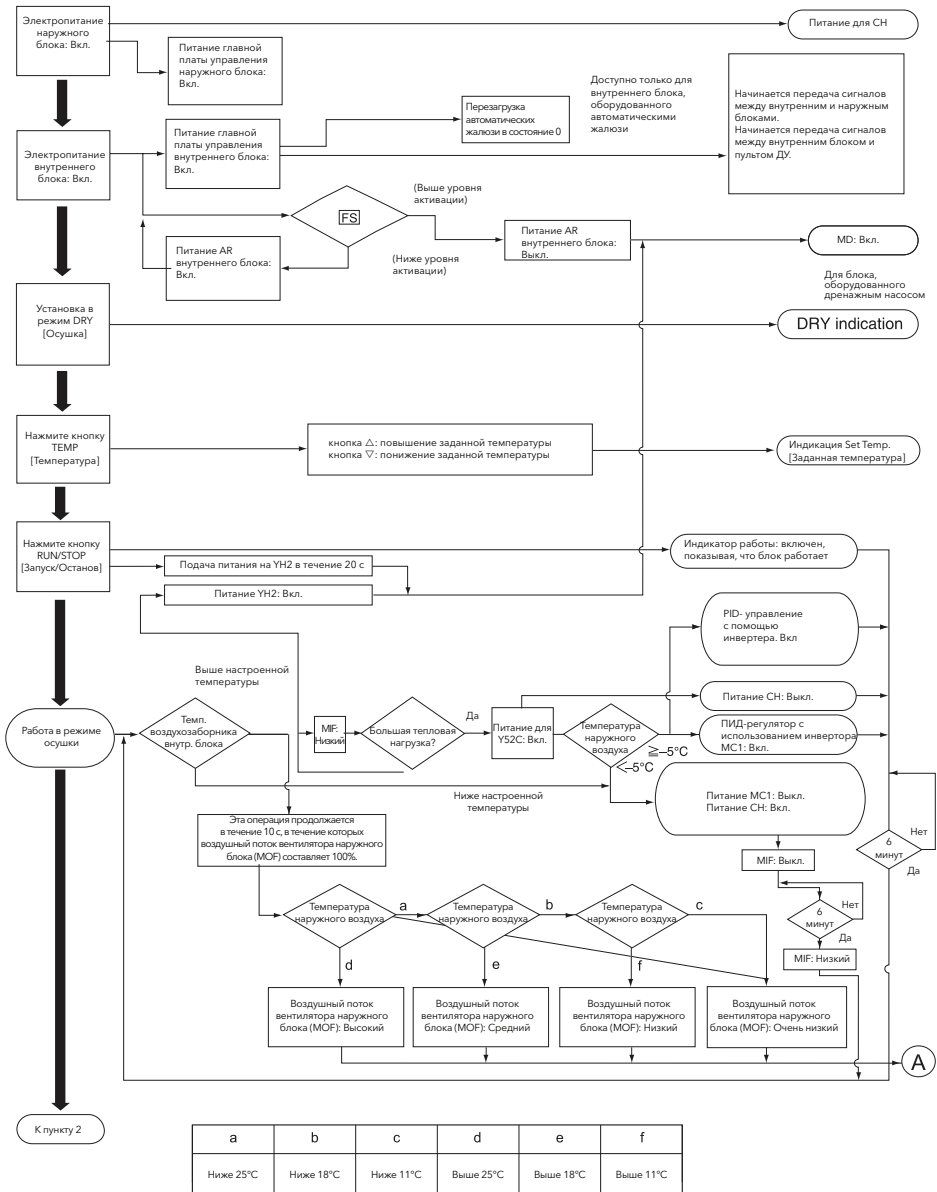 Электропитание
наружного
блока: Вкл.
Питание для CH
Питание главной
платы управления
наружного блока:
Вкл.
Доступно только для
внутреннего блока,
оборудованного
автоматическими
жалюзи
Перезагрузка
автоматических
жалюзи в состояние 0
Начинается передача сигналов
между внутренним и наружным
блоками.
Начинается передача сигналов
между внутренним блоком и
пультом ДУ.
Электропитание
внутреннего
блока: Вкл.
Питание главной
платы управления
внутреннего блока:
Вкл.
FS
(Выше уровня
активации)
(Ниже уровня
активации)
Питание AR
внутреннего блока:
Вкл.
Питание AR
внутреннего блока:
Выкл.
MD: Вкл.
Для блока,
оборудованного
дренажным насосом
Установка в
режим DRY
[Осушка]
DRY indication
Нажмите кнопку
TEMP
[Температура]
кнопка △: повышение заданной температуры
кнопка ▽: понижение заданной температуры
Индикация Set Temp.
[Заданная температура]
Нажмите кнопку
RUN/STOP
[Запуск/Останов]
Индикатор работы: включен,
показывая, что блок работает
Подача питания на YH2 в течение 20 с
Питание YH2: Вкл.
PID- управление
с помощью
инвертера. Вкл
Выше настроенной
температуры
Работа в режиме
осушки
Темп.
воздухозаборника
внутр. блока
MIF:
Низкий
Большая тепловая
нагрузка?
Да
Питание для
Y52C: Вкл.
Температура
наружного
воздуха
≧–5°C
<–5°C
Питание CH: Выкл.
ПИД-регулятор с
использованием инвертора
MC1: Вкл.
Ниже настроенной
температуры
Питание MC1: Выкл.
Питание CH: Вкл.
Эта операция продолжается
в течение 10 с, в течение которых
воздушный поток вентилятора наружного
блока (MOF) составляет 100%.
MIF: Выкл.
6
минут
Нет
Да
6
минут
Нет
Да
MIF: Низкий
Температура
наружного воздуха
a
Температура
наружного воздуха
b
Температура
наружного воздуха
c
d
e
f
Воздушный поток
вентилятора наружного
блока (MOF): Высокий
Воздушный поток
вентилятора наружного
блока (MOF): Средний
Воздушный поток
вентилятора наружного
блока (MOF): Низкий
Воздушный поток
вентилятора наружного
блока (MOF): Очень низкий
A
К пункту 2
a b c d e f
Ниже 25°C Ниже 18°C Ниже 11°C Выше 25°C Выше 18°C Выше 11°C